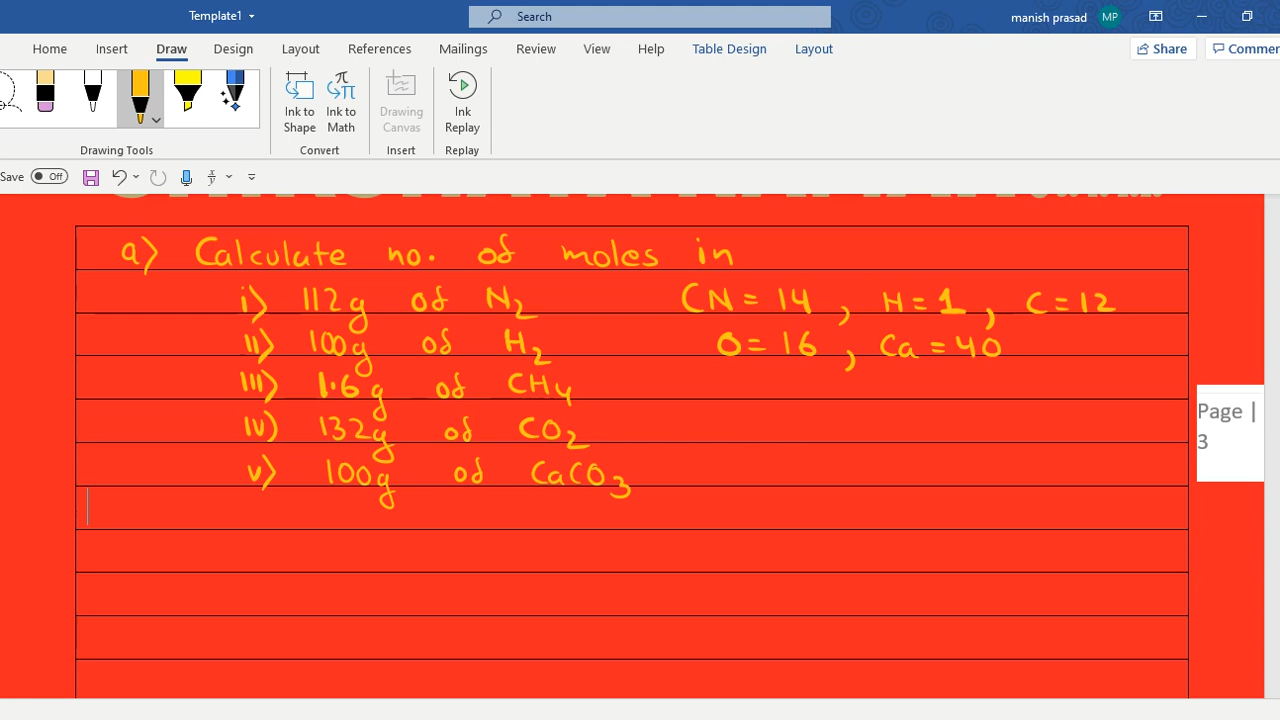 Template1
Search
manish prasad MP
Home Insert Draw Design Layout References Mailings Review View Help Table Design Layout Share Commer
Ink to Shape
Ink to Math
Drawing Canvas
Ink Replay
Drawing Tools Convert Insert Replay
Save Off
a) Calculate no. of moles in
i) 112g of N2 (N = 14 , H = 1 , C = 12
ii) 100g of H2 O = 16 , Ca = 40
iii) 1.6g of CH4
iv) 132g of CO2
v) 100g of CaCO3
Page |
3